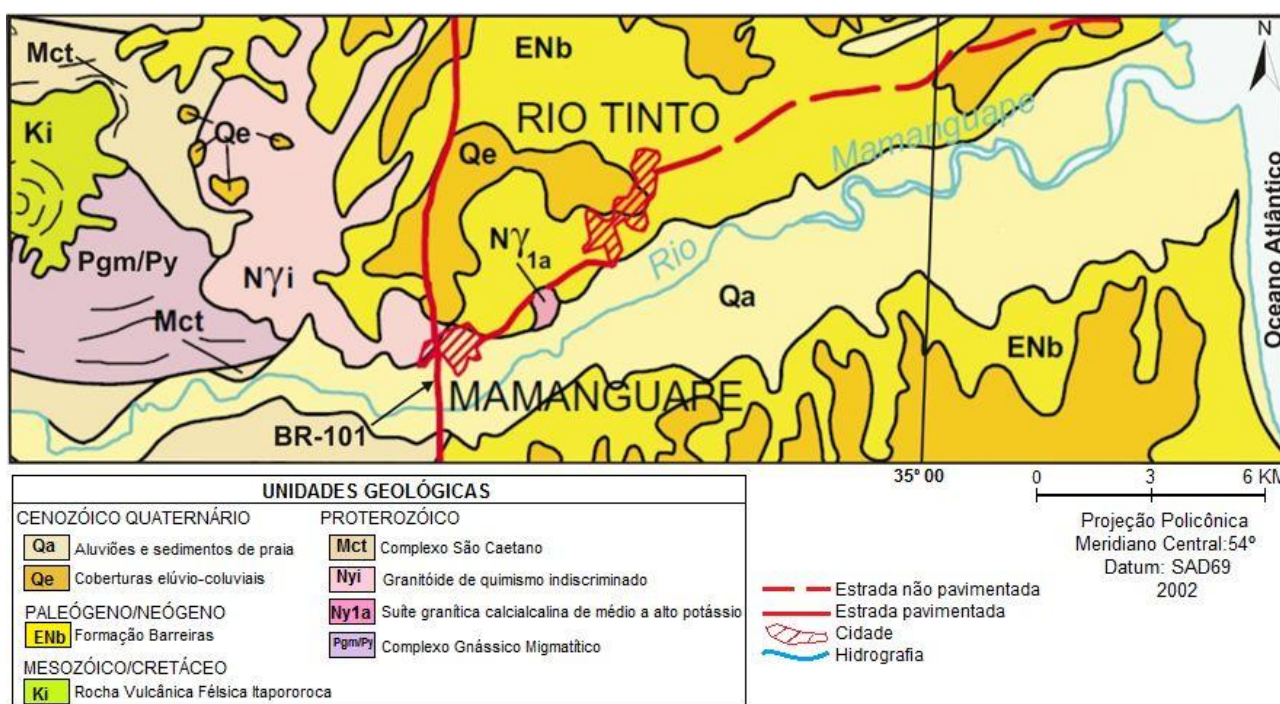 Mct
ENb
N
RIO TINTO
Ki
Qe
Qe
Mamanguape
Oceano Atlântico
Nγ1a
Rio
Pgm/Py
Nγi
Qa
Mct
ENb
MAMANGUAPE
BR-101
35º 00
0 3 6 KM
UNIDADES GEOLÓGICAS
CENOZÓICO QUATERNÁRIO
Qa Aluviões e sedimentos de praia
Qe Coberturas elúvio-coluviais
PALEÓGENO/NEÓGENO
ENb Formação Barreiras
MESOZÓICO/CRETÁCEO
Ki Rocha Vulcânica Félsica Itapororoca
PROTEROZÓICO
Mct Complexo São Caetano
Nyi Granitóide de quimismo indiscriminado
Ny1a Suíte granítica calcialcalina de médio a alto potássio
Pgm/Py Complexo Gnássico Migmatítico
Estrada não pavimentada
Estrada pavimentada
Cidade
Hidrografia
Projeção Policônica
Meridiano Central:54º
Datum: SAD69
2002